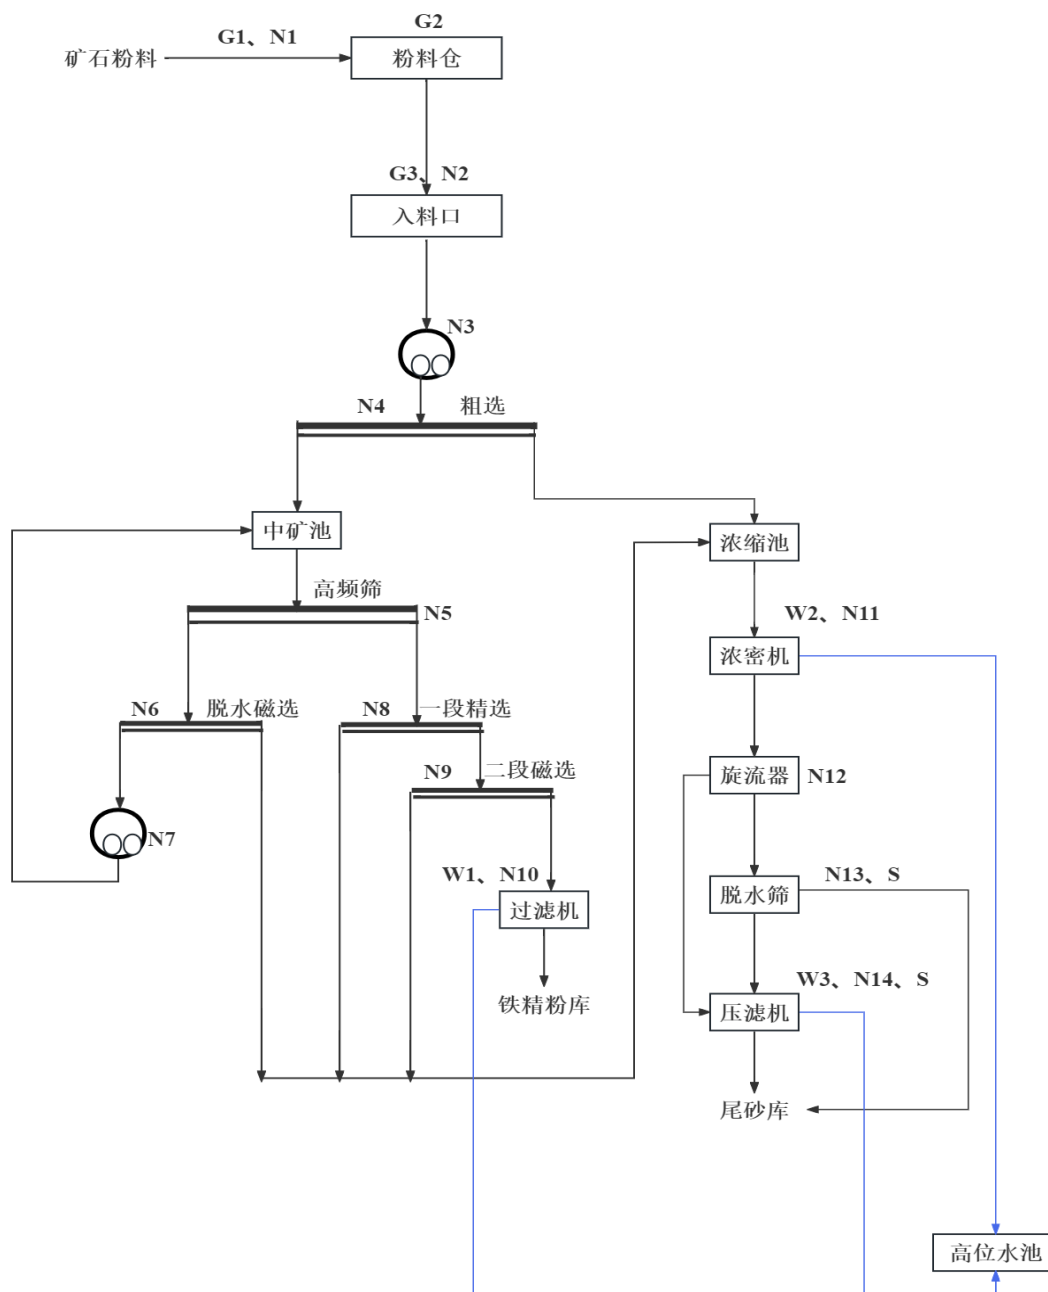 G2
G1、N1
矿石粉料
粉料仓
G3、N2
入料口
N3
N4
粗选
中矿池
浓缩池
高频筛
N5
W2、N11
浓密机
N6
脱水磁选
N8
一段精选
N9
二段磁选
旋流器
N12
N7
W1、N10
过滤机
N13、S
脱水筛
铁精粉库
W3、N14、S
压滤机
尾砂库
高位水池